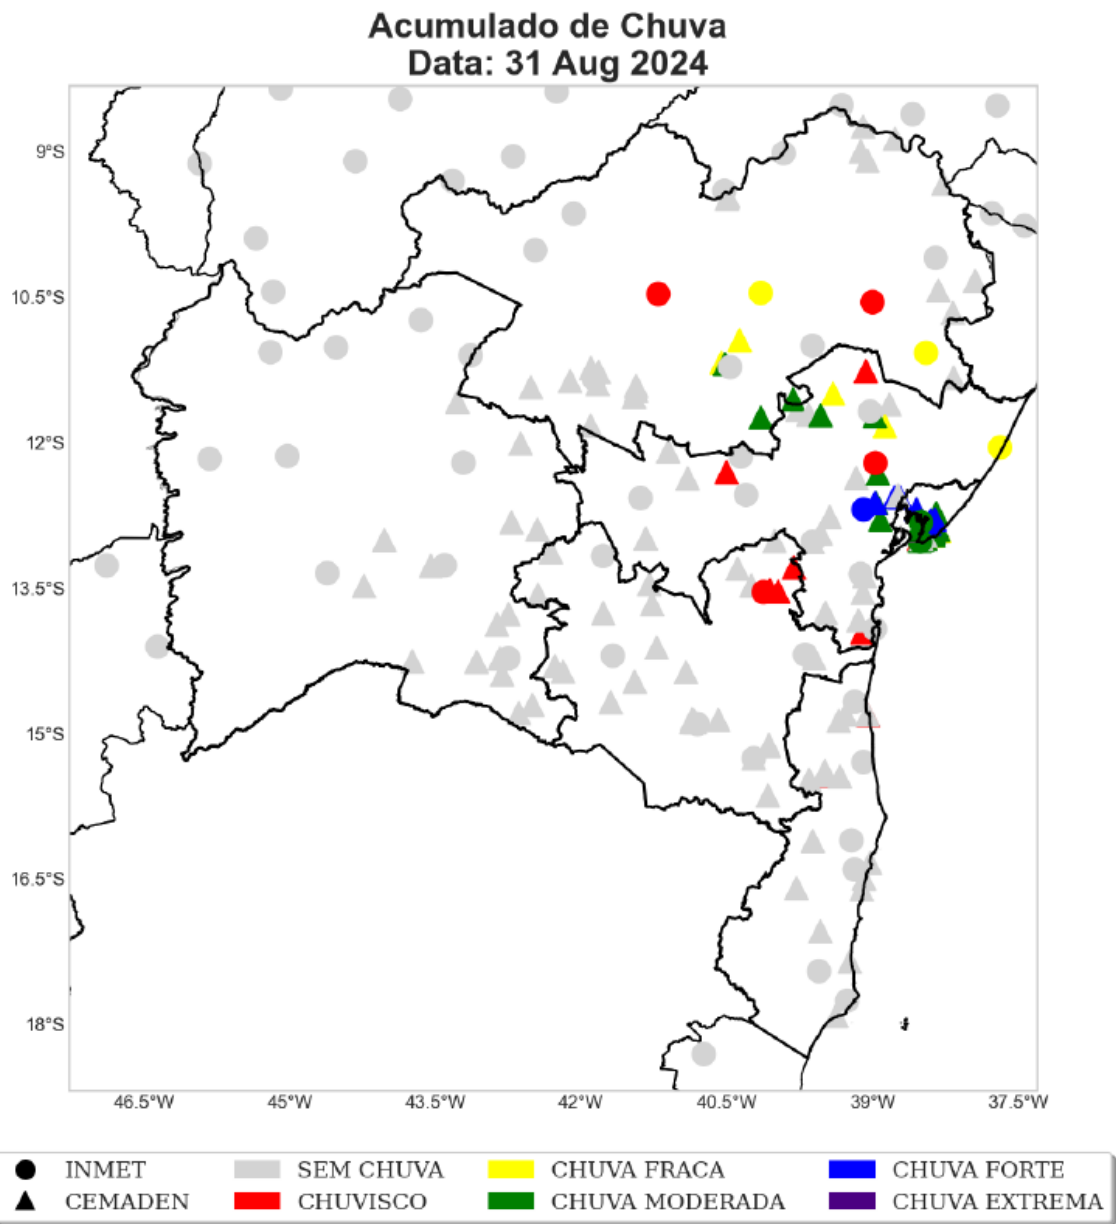 Acumulado de Chuva
Data: 31 Aug 2024
9°S
10.5°S
12°S
13.5°S
15°S
16.5°S
18°S
46.5°W 45°W 43.5°W 42°W 40.5°W 39°W 37.5°W
INMET SEM CHUVA CHUVA FRACA CHUVA FORTE
CEMADEN CHUVISCO CHUVA MODERADA CHUVA EXTREMA